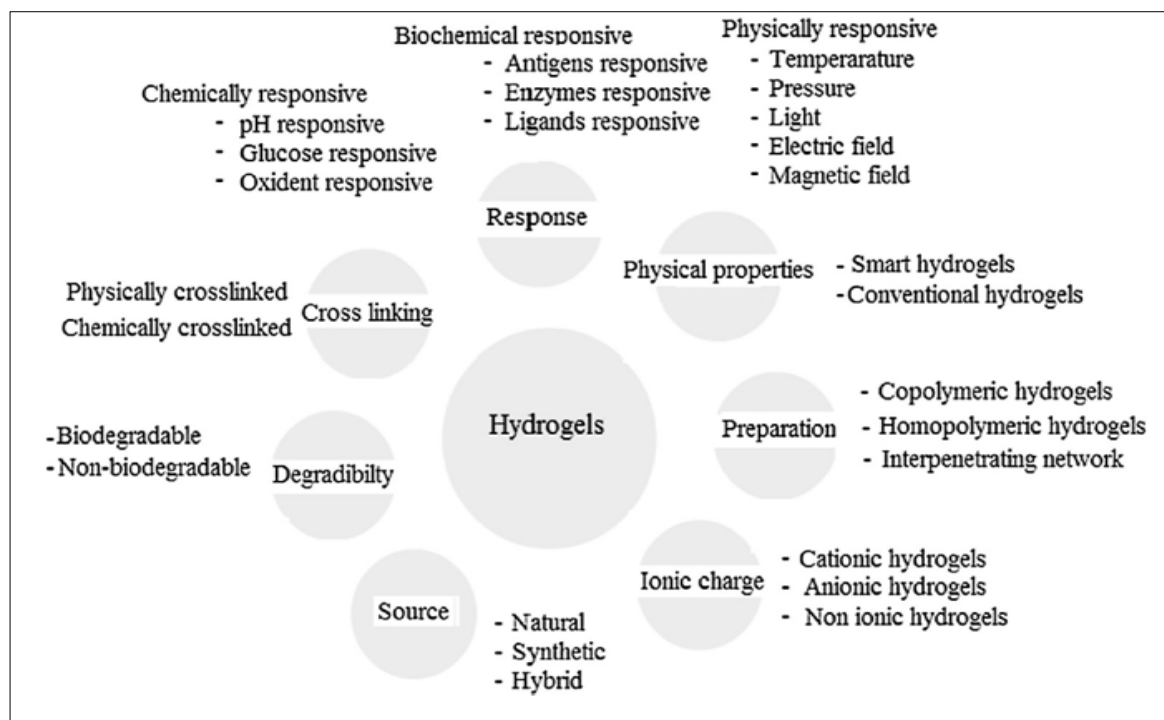 Biochemical responsive
- Antigens responsive
- Enzymes responsive
- Ligands responsive
Physically responsive
- Temperarature
- Pressure
- Light
- Electric field
- Magnetic field
Chemically responsive
- pH responsive
- Glucose responsive
- Oxident responsive
Response
Physical properties
- Smart hydrogels
- Conventional hydrogels
Physically crosslinked
Chemically crosslinked
Cross linking
Hydrogels
Preparation
- Copolymeric hydrogels
- Homopolymeric hydrogels
- Interpenetrating network
- Biodegradable
- Non-biodegradable
Degradibilty
Ionic charge
- Cationic hydrogels
- Anionic hydrogels
- Non ionic hydrogels
Source
- Natural
- Synthetic
- Hybrid